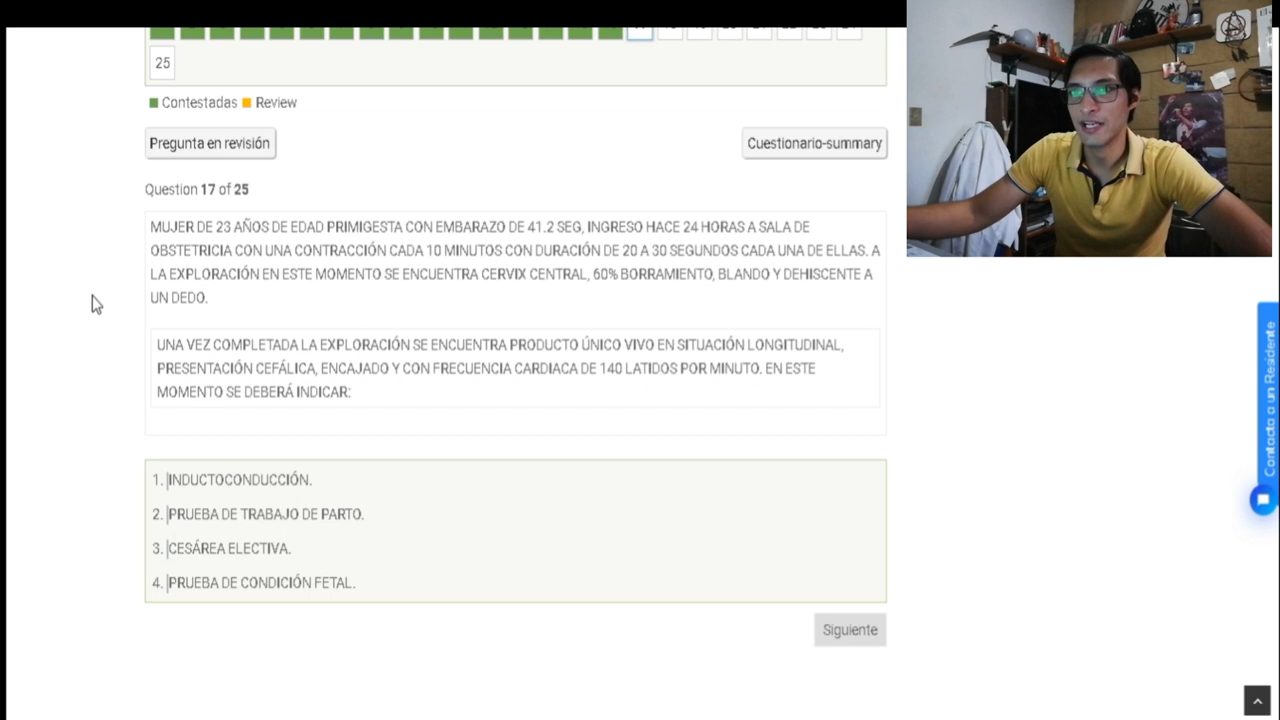 25
Contestadas Review
Pregunta en revisión
Cuestionario-summary
Question 17 of 25
MUJER DE 23 AÑOS DE EDAD PRIMIGESTA CON EMBARAZO DE 41.2 SEG, INGRESO HACE 24 HORAS A SALA DE
OBSTETRICIA CON UNA CONTRACCIÓN CADA 10 MINUTOS CON DURACIÓN DE 20 A 30 SEGUNDOS CADA UNA DE ELLAS. A
LA EXPLORACIÓN EN ESTE MOMENTO SE ENCUENTRA CERVIX CENTRAL, 60% BORRAMIENTO, BLANDO Y DEHISCENTE A
UN DEDO.
UNA VEZ COMPLETADA LA EXPLORACIÓN SE ENCUENTRA PRODUCTO ÚNICO VIVO EN SITUACIÓN LONGITUDINAL,
PRESENTACIÓN CEFÁLICA, ENCAJADO Y CON FRECUENCIA CARDIACA DE 140 LATIDOS POR MINUTO. EN ESTE
MOMENTO SE DEBERÁ INDICAR:
1. INDUCTOCONDUCCIÓN.
2. PRUEBA DE TRABAJO DE PARTO.
3. CESÁREA ELECTIVA.
4. PRUEBA DE CONDICIÓN FETAL.
Siguiente
Contacta a un Residente